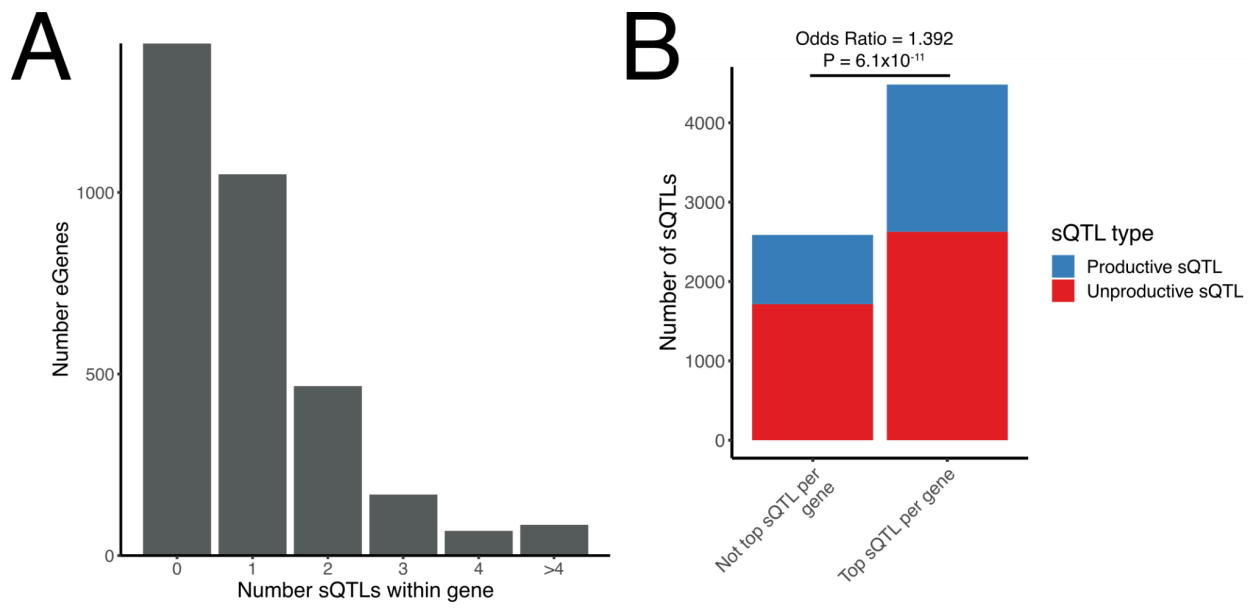 A
Number eGenes
1000
500
0
0
1
2
3
4
>4
Number sQTLs within gene
B
Odds Ratio = 1.392
P = 6.1x10⁻¹¹
Number of sQTLs
4000
3000
2000
1000
0
Not top sQTL per
gene
Top sQTL per gene
sQTL type
Productive sQTL
Unproductive sQTL